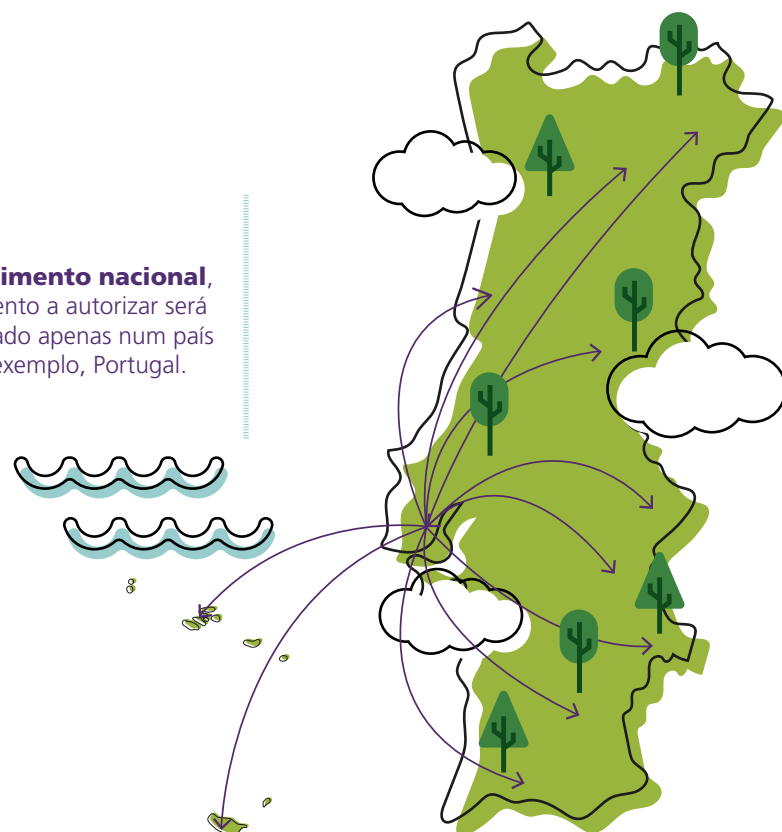 imento nacional,
ento a autorizar será
ado apenas num país
exemplo, Portugal.